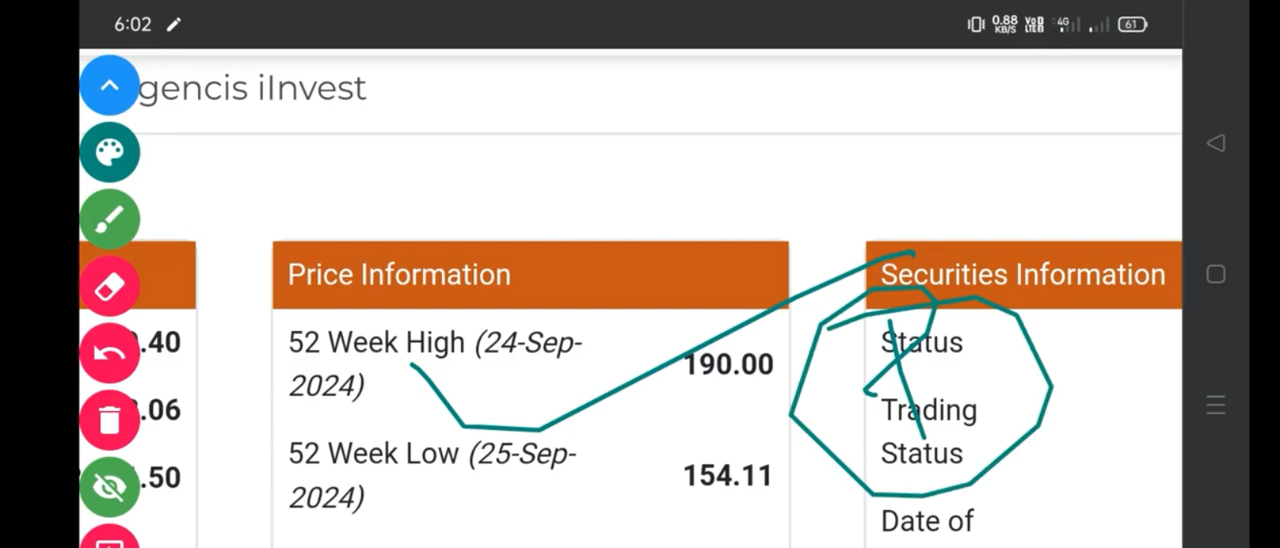 6:02
0.88 KB/S
4G
61
gencis iInvest
Price Information
Securities Information
.40
52 Week High (24-Sep-2024)
190.00
Status
.06
Trading Status
52 Week Low (25-Sep-2024)
154.11
.50
Date of